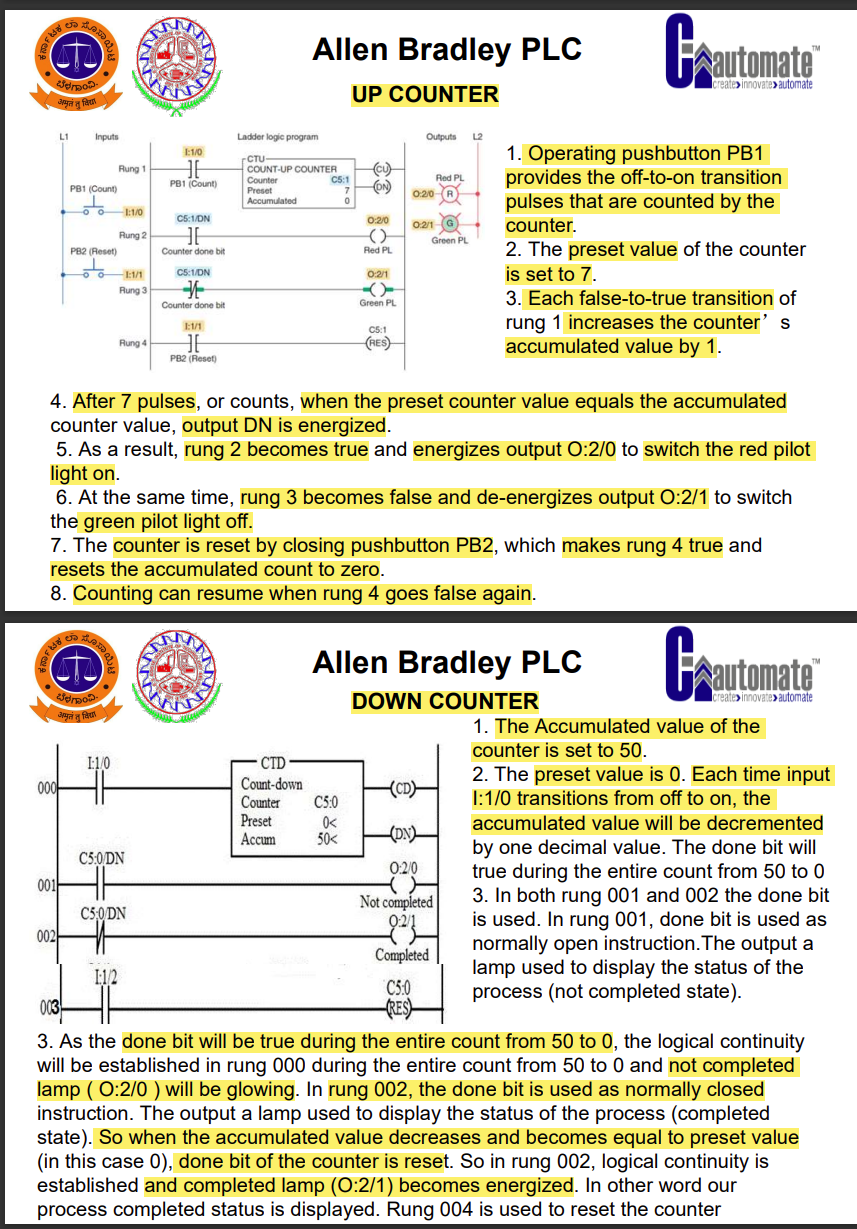 ಕರ್ನಾಟಕ ಲಾ ಸೊಸಾಯಿಟಿ
ಬೆಳಗಾವಿ
अमृतं तु विद्या
Allen Bradley PLC
UP COUNTER
Cautomate™
create>innovate>automate
L1 Inputs Ladder logic program Outputs L2
I:1/0
Rung 1
PB1 (Count)
CTU
COUNT-UP COUNTER
Counter C5:1
Preset 7
Accumulated 0
(CU)
(DN)
PB1 (Count)
I:1/0
C5:1/DN
Rung 2
Counter done bit
O:2/0
Red PL
Red PL
O:2/0 R
O:2/1 G
Green PL
PB2 (Reset)
I:1/1
C5:1/DN
Rung 3
Counter done bit
O:2/1
Green PL
I:1/1
Rung 4
PB2 (Reset)
C5:1
(RES)
1. Operating pushbutton PB1
provides the off-to-on transition
pulses that are counted by the
counter.
2. The preset value of the counter
is set to 7.
3. Each false-to-true transition of
rung 1 increases the counter’s
accumulated value by 1.
4. After 7 pulses, or counts, when the preset counter value equals the accumulated
counter value, output DN is energized.
5. As a result, rung 2 becomes true and energizes output O:2/0 to switch the red pilot
light on.
6. At the same time, rung 3 becomes false and de-energizes output O:2/1 to switch
the green pilot light off.
7. The counter is reset by closing pushbutton PB2, which makes rung 4 true and
resets the accumulated count to zero.
8. Counting can resume when rung 4 goes false again.
ಕರ್ನಾಟಕ ಲಾ ಸೊಸಾಯಿಟಿ
ಬೆಳಗಾವಿ
अमृतं तु विद्या
Allen Bradley PLC
DOWN COUNTER
Cautomate™
create>innovate>automate
I:1/0
000
CTD
Count-down
Counter C5:0
Preset 0<
Accum 50<
(CD)
(DN)
C5:0/DN
001
O:2/0
Not completed
C5:0/DN
002
O:2/1
Completed
I:1/2
003
C5:0
(RES)
1. The Accumulated value of the
counter is set to 50.
2. The preset value is 0. Each time input
I:1/0 transitions from off to on, the
accumulated value will be decremented
by one decimal value. The done bit will
true during the entire count from 50 to 0
3. In both rung 001 and 002 the done bit
is used. In rung 001, done bit is used as
normally open instruction.The output a
lamp used to display the status of the
process (not completed state).
3. As the done bit will be true during the entire count from 50 to 0, the logical continuity
will be established in rung 000 during the entire count from 50 to 0 and not completed
lamp ( O:2/0 ) will be glowing. In rung 002, the done bit is used as normally closed
instruction. The output a lamp used to display the status of the process (completed
state). So when the accumulated value decreases and becomes equal to preset value
(in this case 0), done bit of the counter is reset. So in rung 002, logical continuity is
established and completed lamp (O:2/1) becomes energized. In other word our
process completed status is displayed. Rung 004 is used to reset the counter